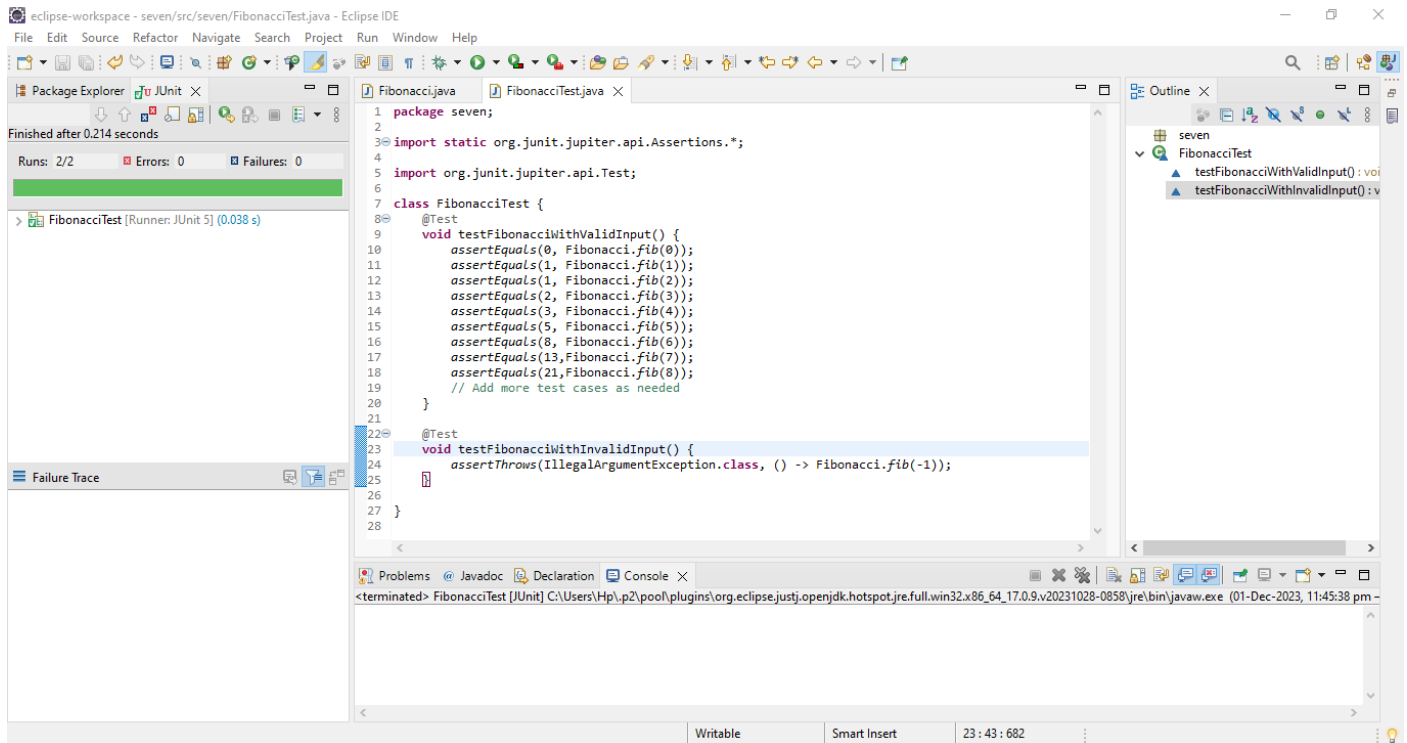 eclipse-workspace - seven/src/seven/FibonacciTest.java - Eclipse IDE
File Edit Source Refactor Navigate Search Project Run Window Help
Package Explorer JUnit
Finished after 0.214 seconds
Runs: 2/2 Errors: 0 Failures: 0
FibonacciTest [Runner: JUnit 5] (0.038 s)
Failure Trace
Fibonacci.java FibonacciTest.java
1 package seven;
2
3 import static org.junit.jupiter.api.Assertions.*;
4
5 import org.junit.jupiter.api.Test;
6
7 class FibonacciTest {
8 @Test
9 void testFibonacciWithValidInput() {
10 assertEquals(0, Fibonacci.fib(0));
11 assertEquals(1, Fibonacci.fib(1));
12 assertEquals(1, Fibonacci.fib(2));
13 assertEquals(2, Fibonacci.fib(3));
14 assertEquals(3, Fibonacci.fib(4));
15 assertEquals(5, Fibonacci.fib(5));
16 assertEquals(8, Fibonacci.fib(6));
17 assertEquals(13,Fibonacci.fib(7));
18 assertEquals(21,Fibonacci.fib(8));
19 // Add more test cases as needed
20 }
21
22 @Test
23 void testFibonacciWithInvalidInput() {
24 assertThrows(IllegalArgumentException.class, () -> Fibonacci.fib(-1));
25 }
26
27 }
28
Outline
seven
FibonacciTest
testFibonacciWithValidInput() : voi
testFibonacciWithInvalidInput() : v
Problems @ Javadoc Declaration Console
<terminated> FibonacciTest [JUnit] C:\Users\Hp\.p2\pool\plugins\org.eclipse.justj.openjdk.hotspot.jre.full.win32.x86_64_17.0.9.v20231028-0858\jre\bin\javaw.exe (01-Dec-2023, 11:45:38 pm –
Writable Smart Insert 23 : 43 : 682